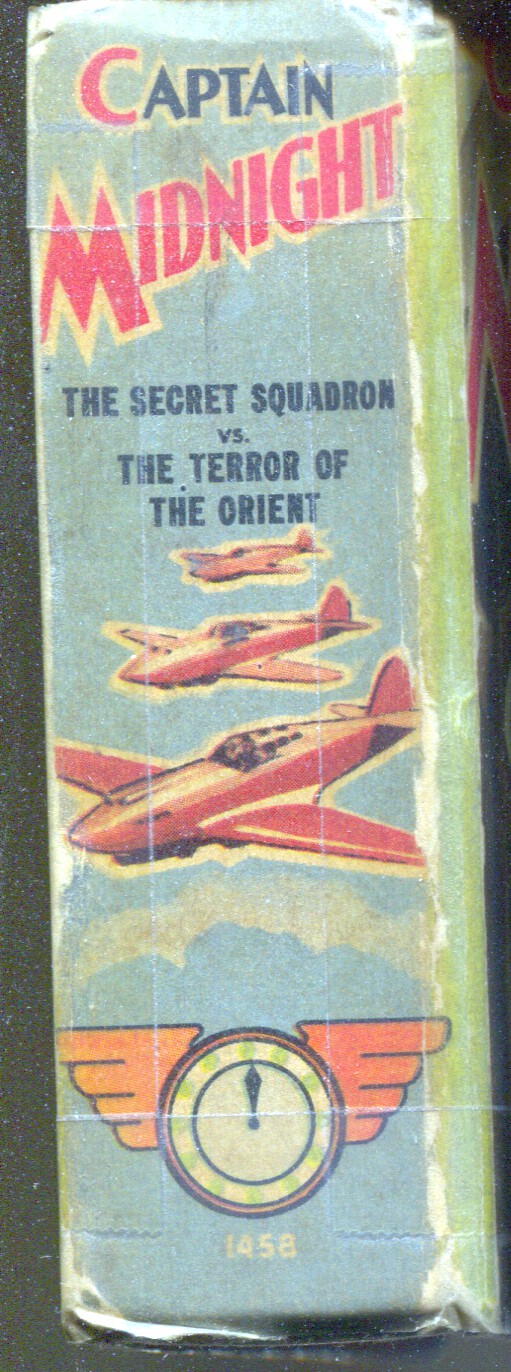 CAPTAIN
MIDNIGHT
THE SECRET SQUADRON
VS.
THE TERROR OF
THE ORIENT
1458